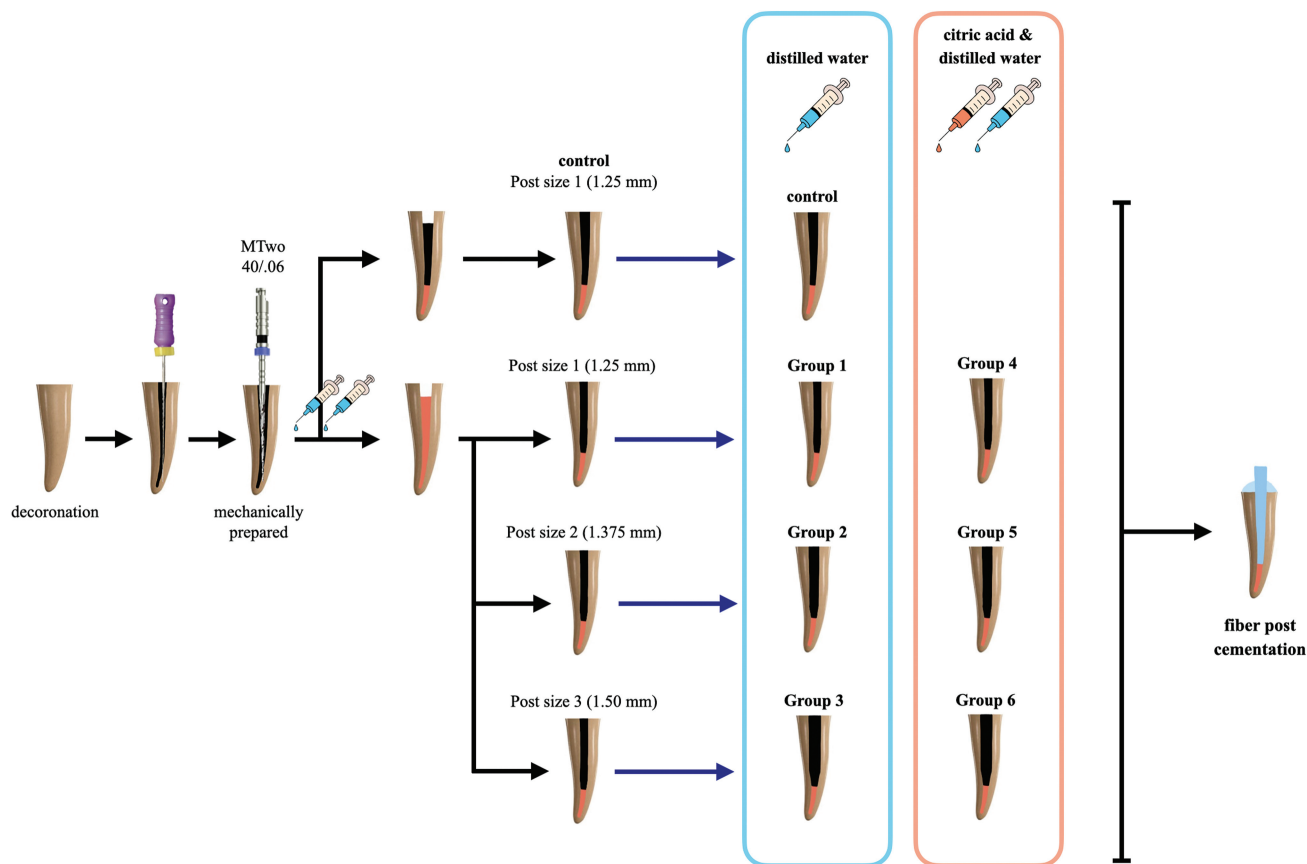 distilled water
citric acid &
distilled water
control
Post size 1 (1.25 mm)
control
MTwo
40/.06
Post size 1 (1.25 mm)
Group 1
Group 4
decoronation
mechanically
prepared
Post size 2 (1.375 mm)
Group 2
Group 5
fiber post
cementation
Post size 3 (1.50 mm)
Group 3
Group 6